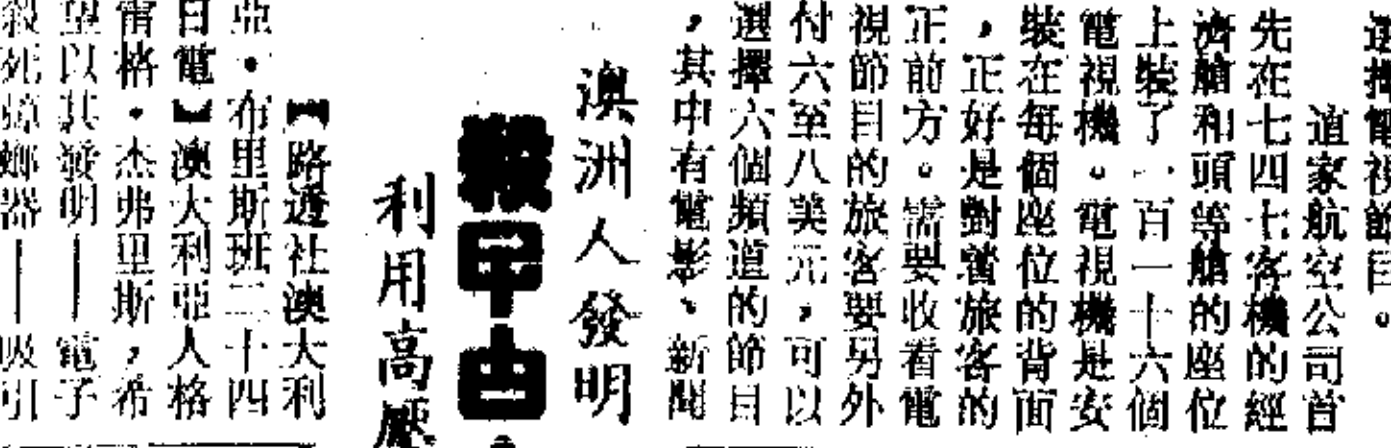 選擇電視節目。
道家航空公司首
先在七四七客機的經
濟艙和頭等艙的座位
上裝了一百一十六個
電視機。電視機是安
裝在每個座位的背面
，正好是對著旅客的
正前方。需要收看電
視節目的旅客要另外
付六至八美元，可以
選擇六個頻道的節目
，其中有電影、新聞
澳洲人發明
殺甲由
利用高壓
【路透社澳大利
亞・布里斯班二十四
日電】澳大利亞人格
雷格・杰弗里斯，希
望以其發明——電子
殺死蟑螂器——吸引